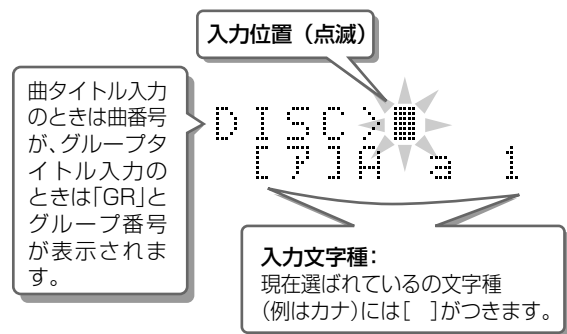 入力位置（点滅）
曲タイトル入力
のときは曲番号
が、グループタ
イトル入力の
ときは「GR」と
グループ番号
が表示されま
す。
DISC>
[ア]A a 1
入力文字種：
現在選ばれているの文字種
（例はカナ）には[　]がつきます。